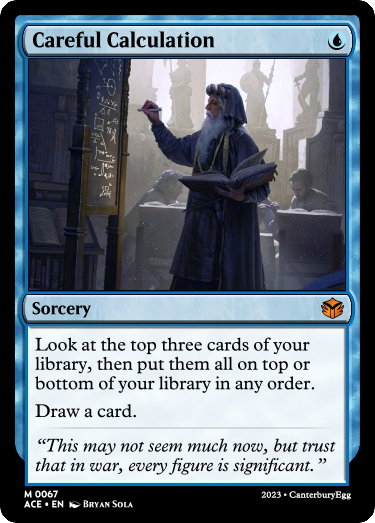 Careful Calculation
Sorcery
Look at the top three cards of your
library, then put them all on top or
bottom of your library in any order.
Draw a card.
“This may not seem much now, but trust
that in war, every figure is significant.”
M 0067
ACE • EN Bryan Sola
2023 • CanterburyEgg